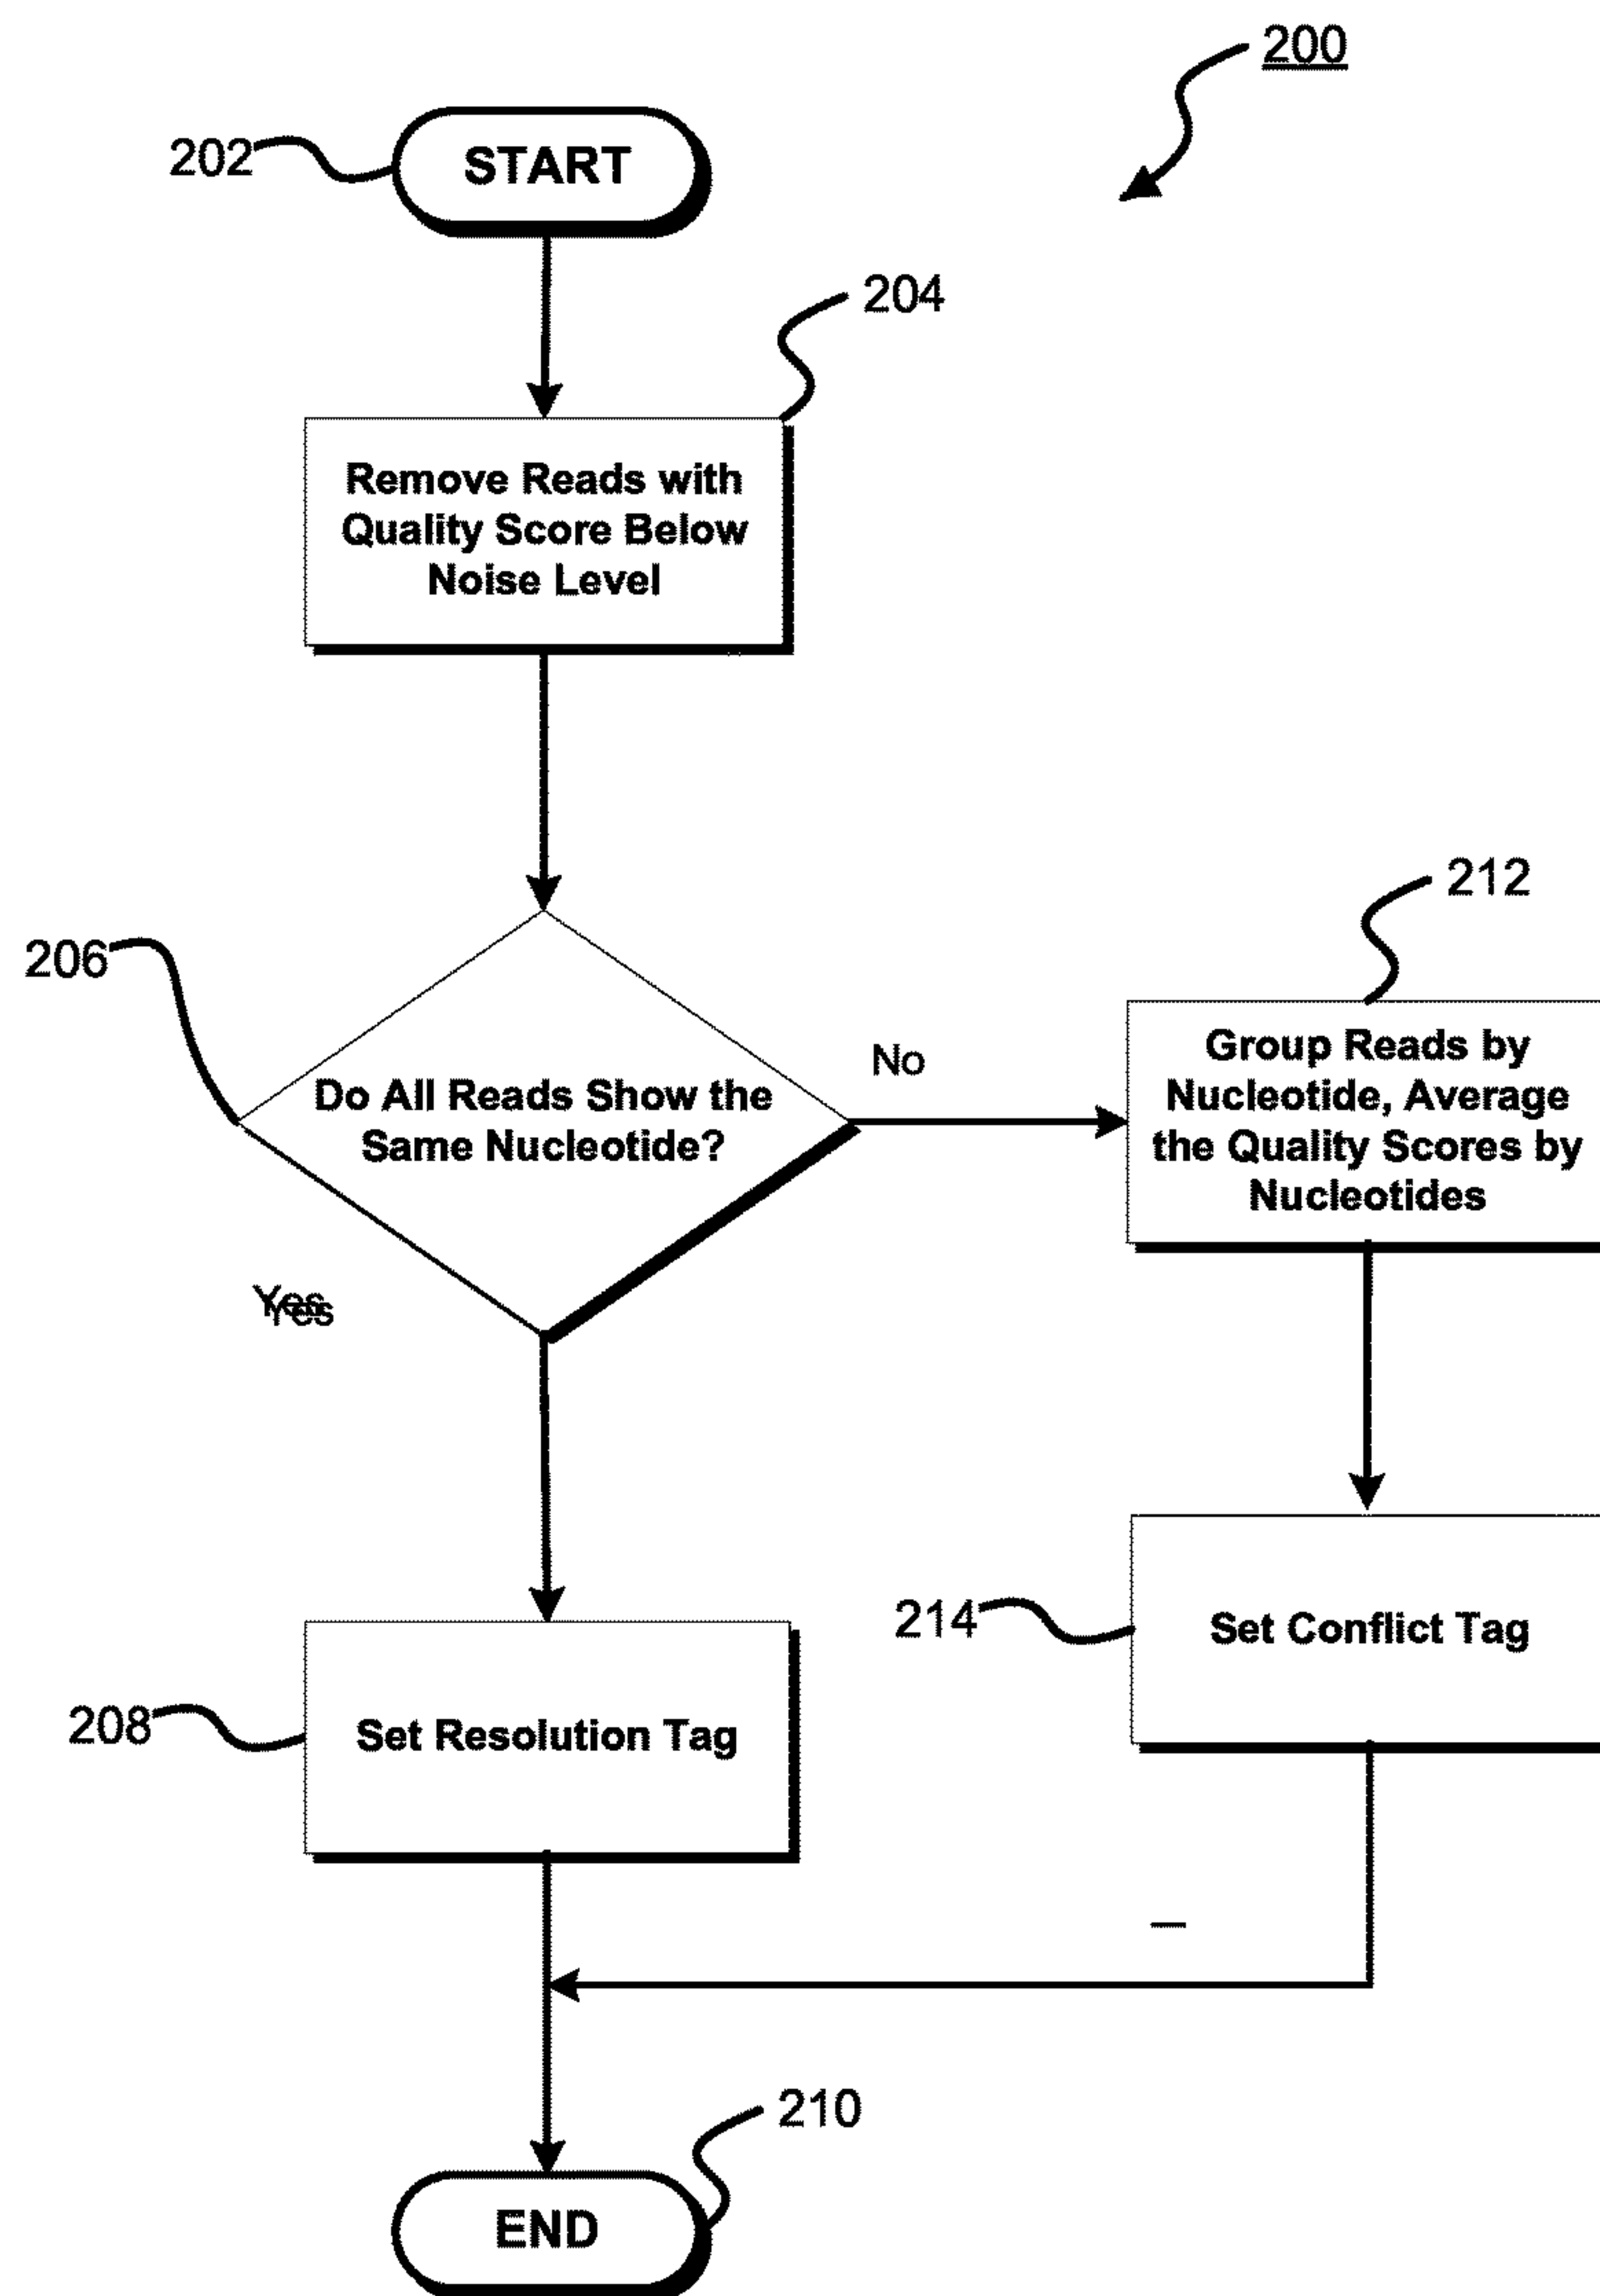 200
202
START
204
Remove Reads with
Quality Score Below
Noise Level
212
206
No
Group Reads by
Nucleotide, Average
the Quality Scores by
Nucleotides
Do All Reads Show the
Same Nucleotide?
Yes
Yes
214
Set Conflict Tag
208
Set Resolution Tag
210
END